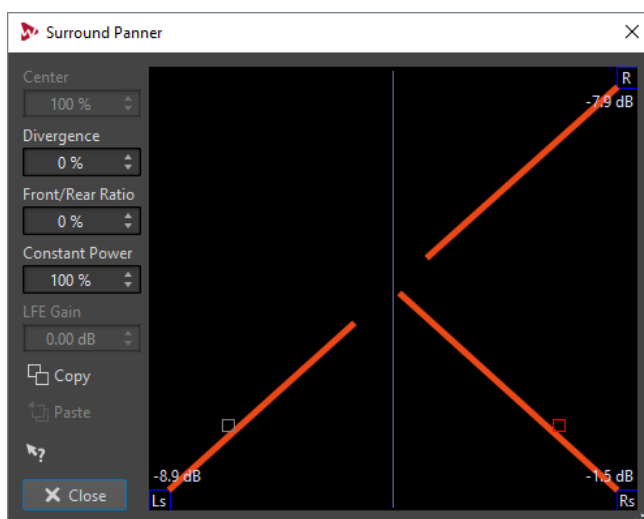 Surround Panner
Center
100 %
Divergence
0 %
Front/Rear Ratio
0 %
Constant Power
100 %
LFE Gain
0.00 dB
Copy
Paste
?
Close
R
-7.9 dB
-8.9 dB
Ls
-1.5 dB
Rs